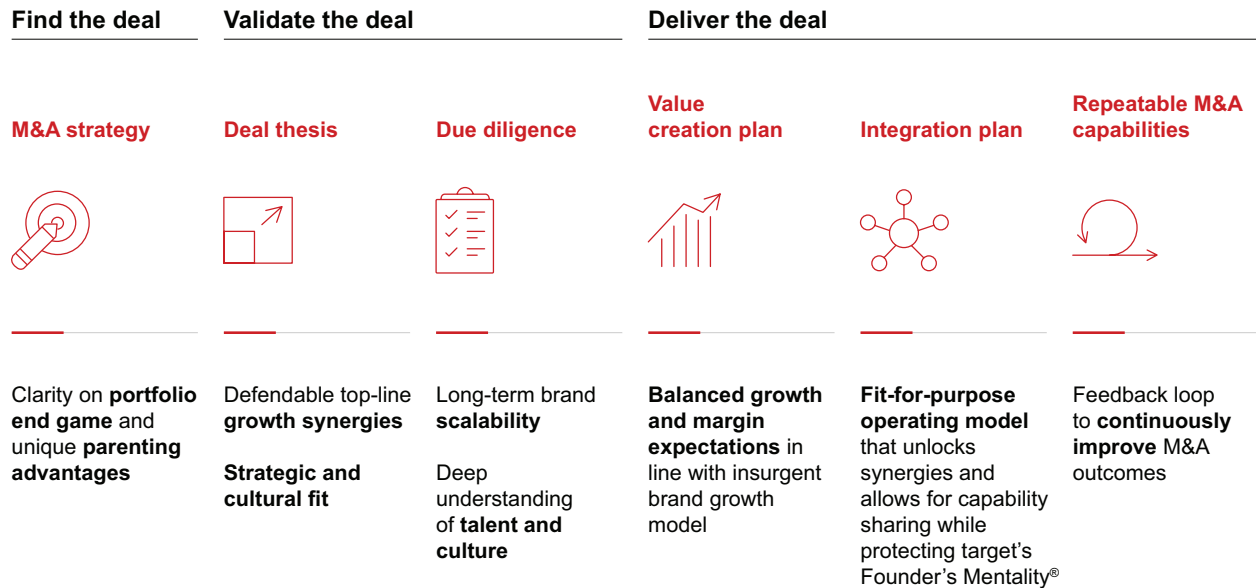 Find the deal
Validate the deal
Deliver the deal
M&A strategy
Deal thesis
Due diligence
Value
creation plan
Integration plan
Repeatable M&A
capabilities
Clarity on portfolio
end game and
unique parenting
advantages
Defendable top-line
growth synergies
Strategic and
cultural fit
Long-term brand
scalability
Deep
understanding
of talent and
culture
Balanced growth
and margin
expectations in
line with insurgent
brand growth
model
Fit-for-purpose
operating model
that unlocks
synergies and
allows for capability
sharing while
protecting target’s
Founder’s Mentality®
Feedback loop
to continuously
improve M&A
outcomes